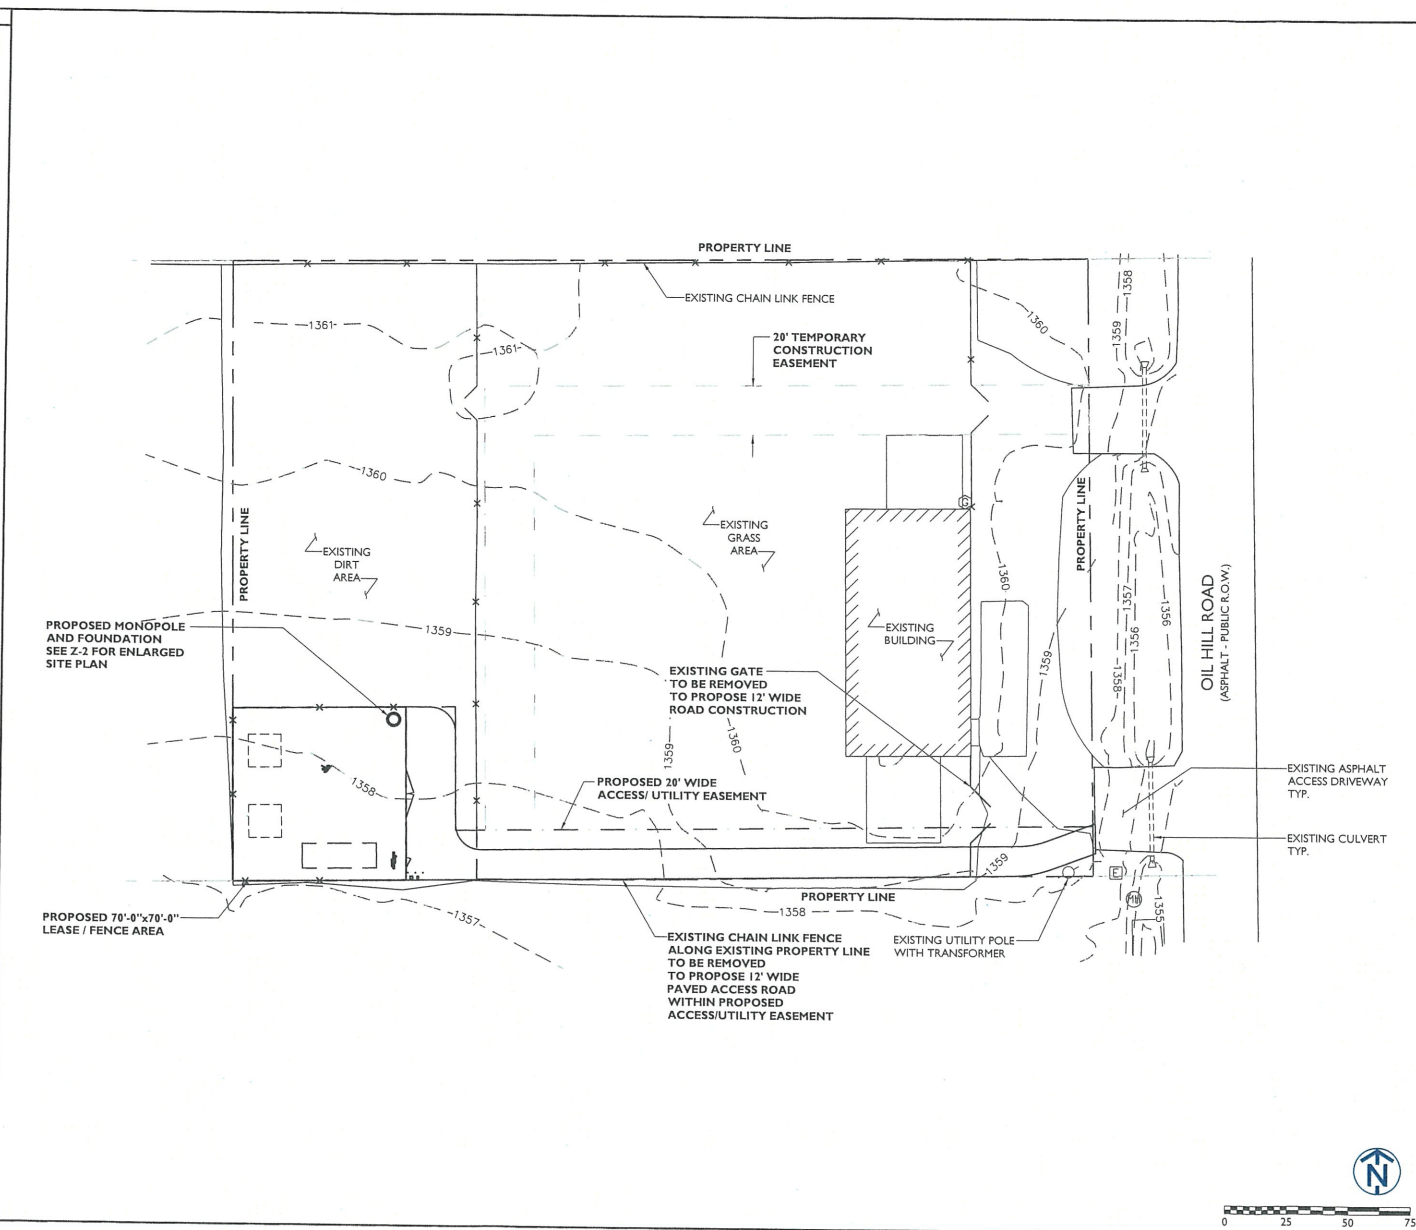 PROPERTY LINE
EXISTING CHAIN LINK FENCE
20' TEMPORARY
CONSTRUCTION
EASEMENT
1361
1361
1360
1358
1359
1360
PROPERTY LINE
EXISTING
DIRT
AREA
EXISTING
GRASS
AREA
G
PROPERTY LINE
1360
1357
1356
1356
OIL HILL ROAD
(ASPHALT - PUBLIC R.O.W.)
PROPOSED MONOPOLE
AND FOUNDATION
SEE Z-2 FOR ENLARGED
SITE PLAN
1359
EXISTING
BUILDING
1359
1358
EXISTING GATE
TO BE REMOVED
TO PROPOSE 12' WIDE
ROAD CONSTRUCTION
1359
1360
1358
PROPOSED 20' WIDE
ACCESS/ UTILITY EASEMENT
EXISTING ASPHALT
ACCESS DRIVEWAY
TYP.
EXISTING CULVERT
TYP.
1359
E
MH
1355
PROPERTY LINE
1358
1357
PROPOSED 70'-0"x70'-0"
LEASE / FENCE AREA
EXISTING CHAIN LINK FENCE
ALONG EXISTING PROPERTY LINE
TO BE REMOVED
TO PROPOSE 12' WIDE
PAVED ACCESS ROAD
WITHIN PROPOSED
ACCESS/UTILITY EASEMENT
EXISTING UTILITY POLE
WITH TRANSFORMER
N
0 25 50 75